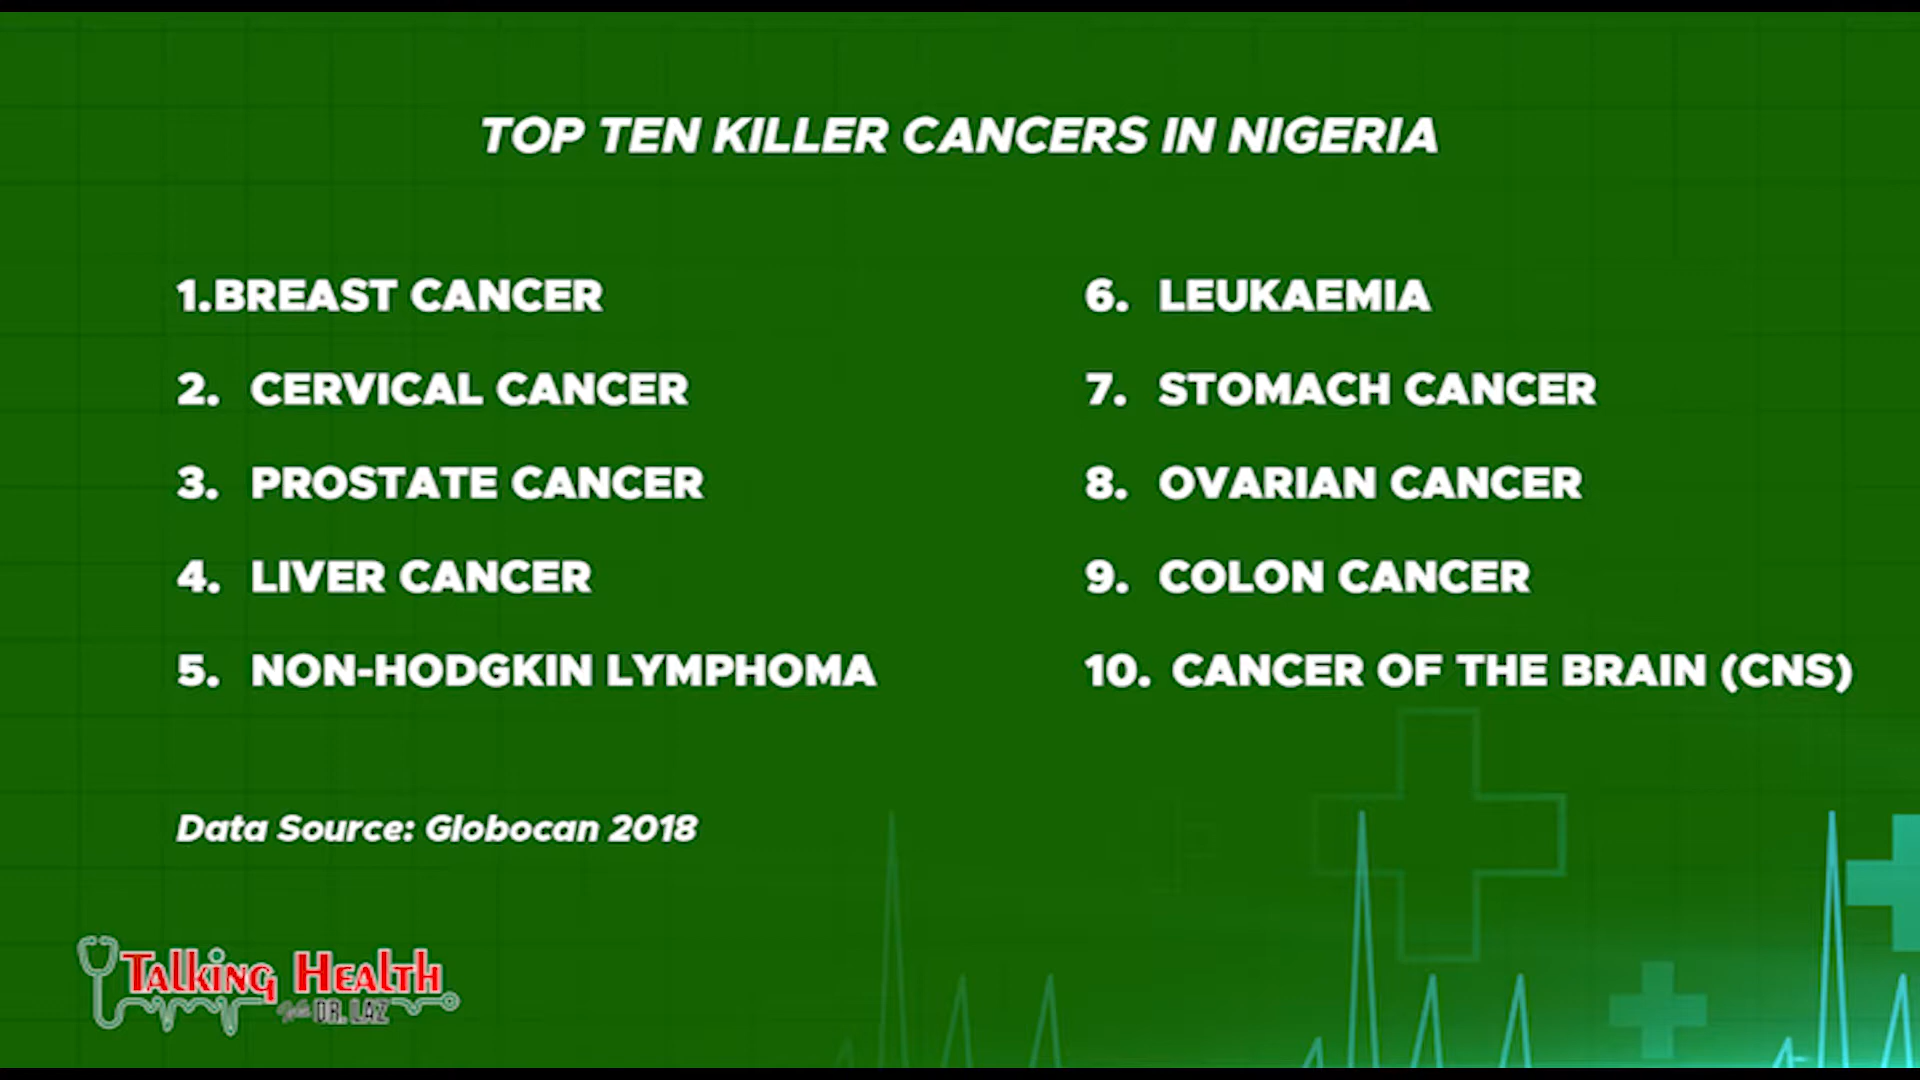 TOP TEN KILLER CANCERS IN NIGERIA
1.BREAST CANCER
2. CERVICAL CANCER
3. PROSTATE CANCER
4. LIVER CANCER
5. NON-HODGKIN LYMPHOMA
6. LEUKAEMIA
7. STOMACH CANCER
8. OVARIAN CANCER
9. COLON CANCER
10. CANCER OF THE BRAIN (CNS)
Data Source: Globocan 2018
TALKING HEALTH
With DR. LAZ